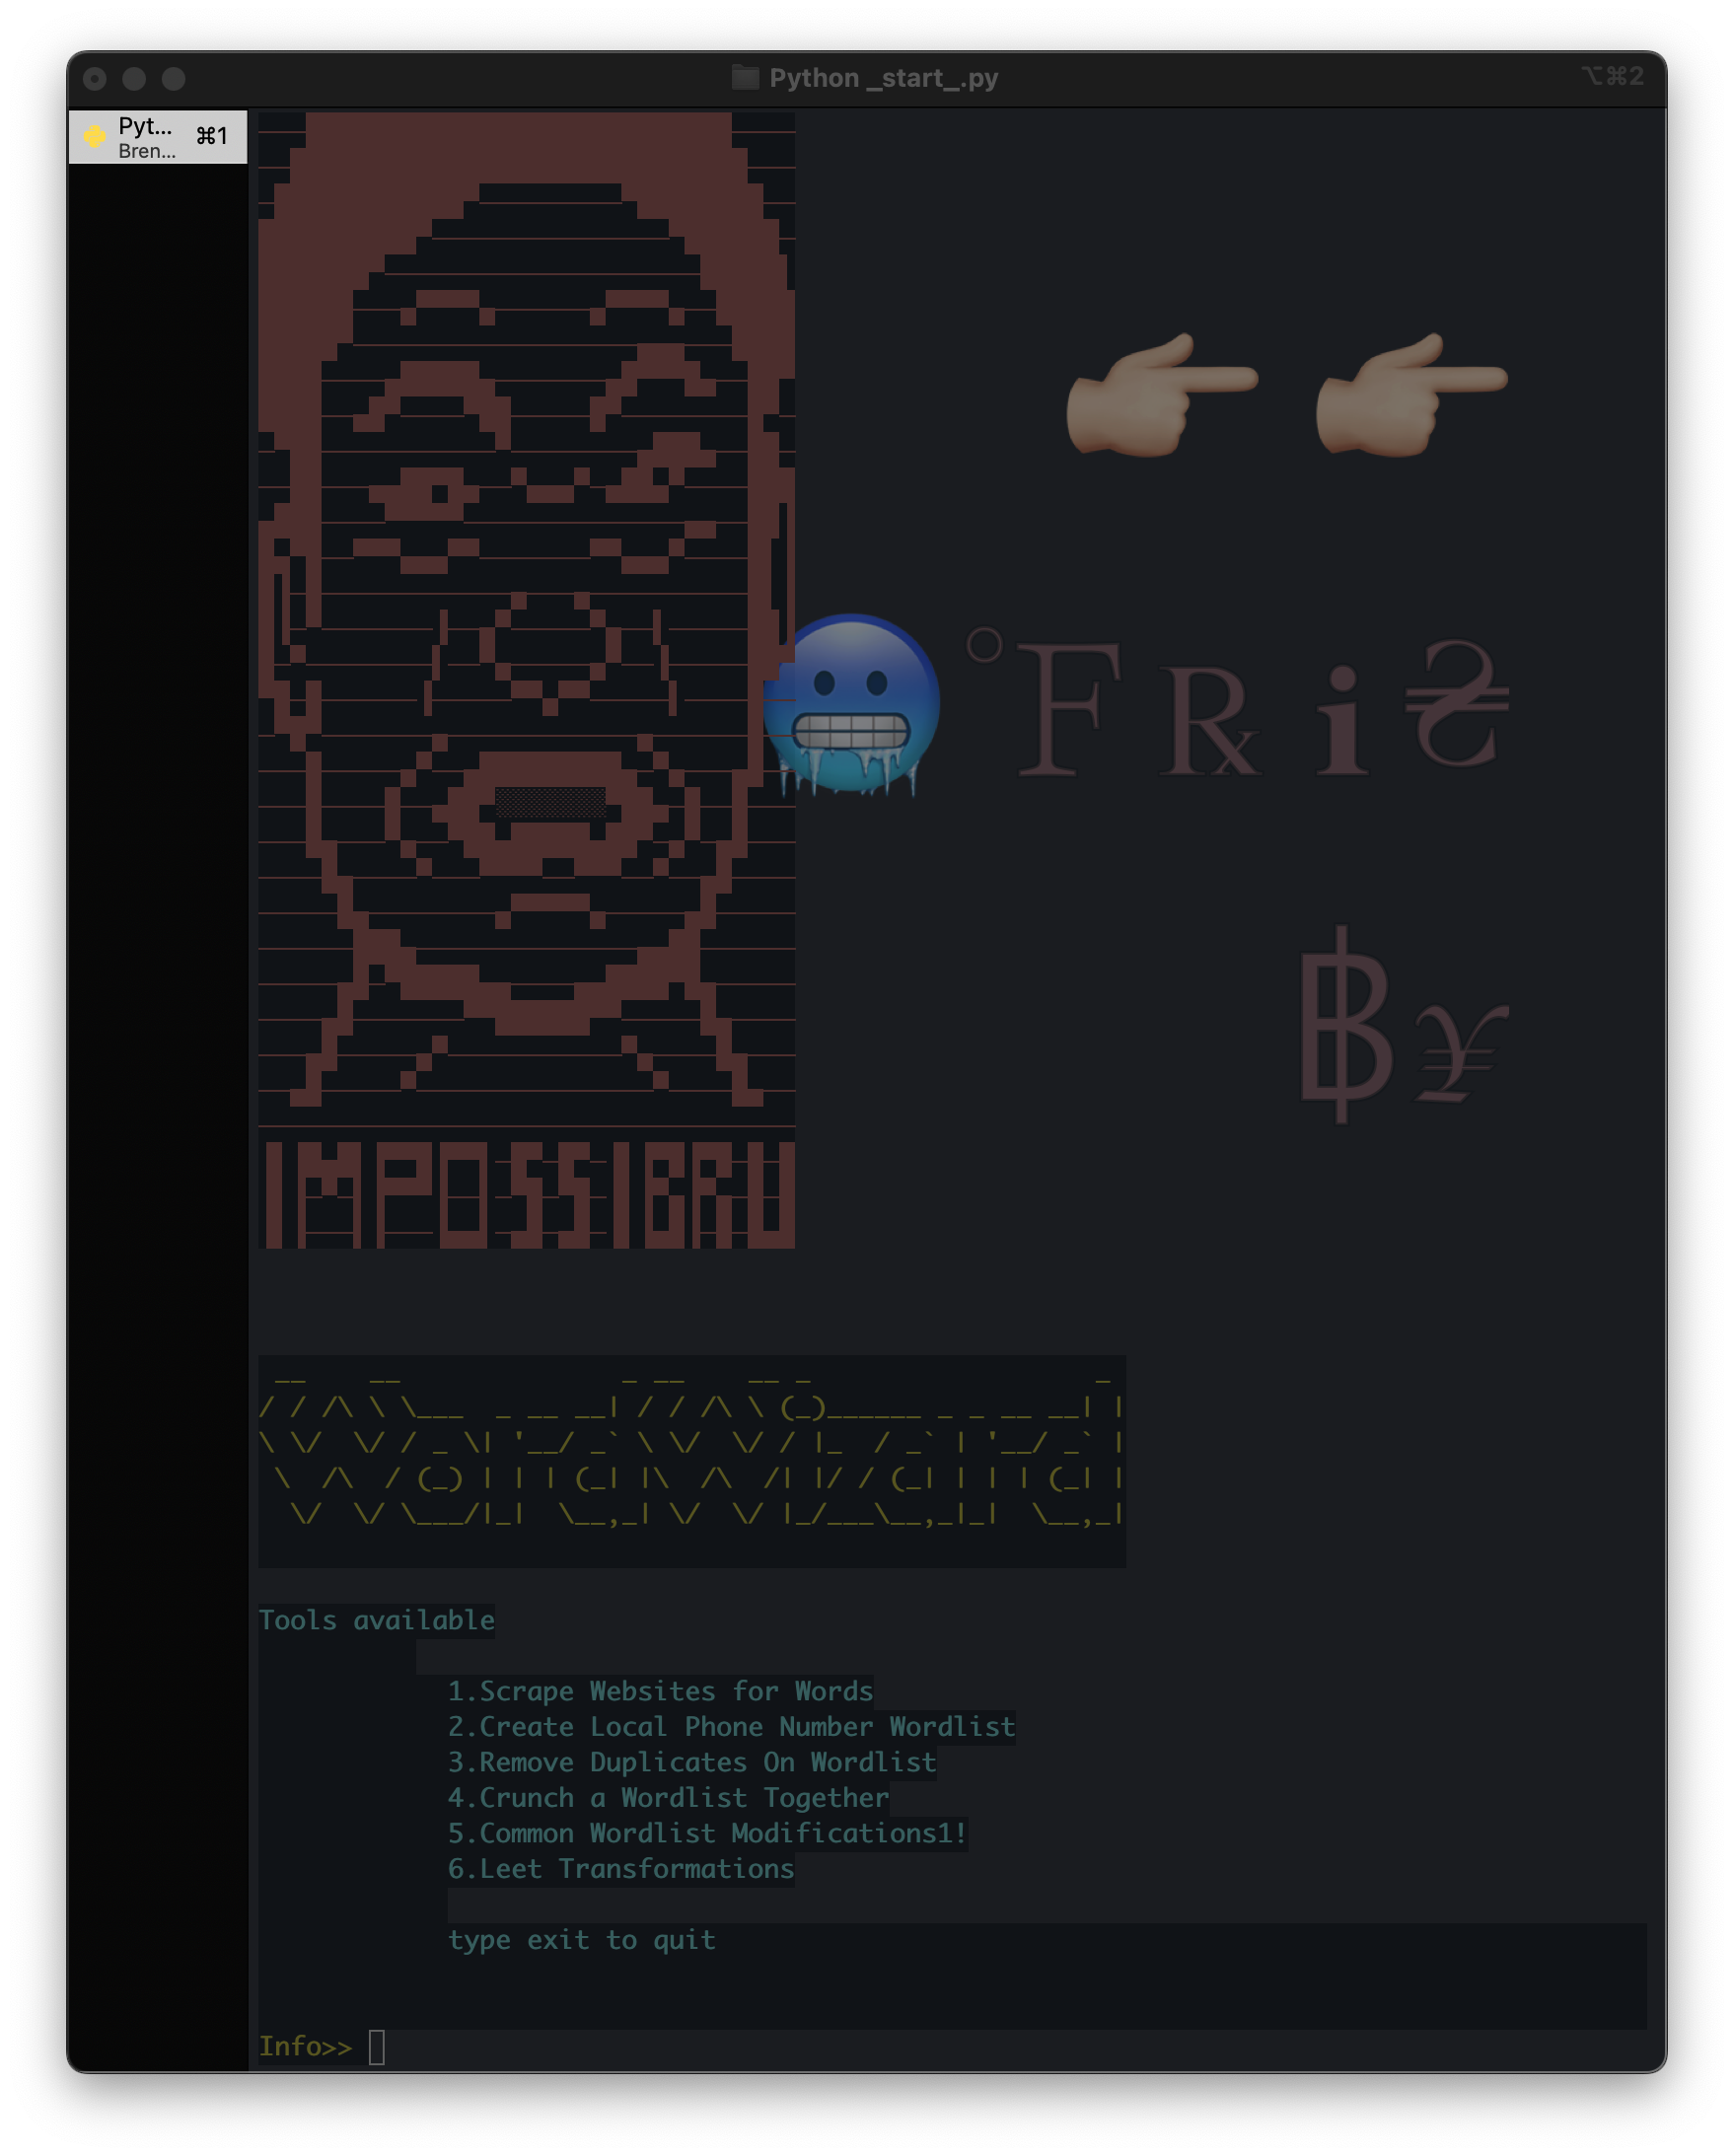 Python _start_.py ⌥⌘2
Pyt... ⌘1
Bren...
°F℞i₴
฿¥
IMPOSSIBRU
WordWizard
Tools available
1.Scrape Websites for Words
2.Create Local Phone Number Wordlist
3.Remove Duplicates On Wordlist
4.Crunch a Wordlist Together
5.Common Wordlist Modifications1!
6.Leet Transformations
type exit to quit
Info>>